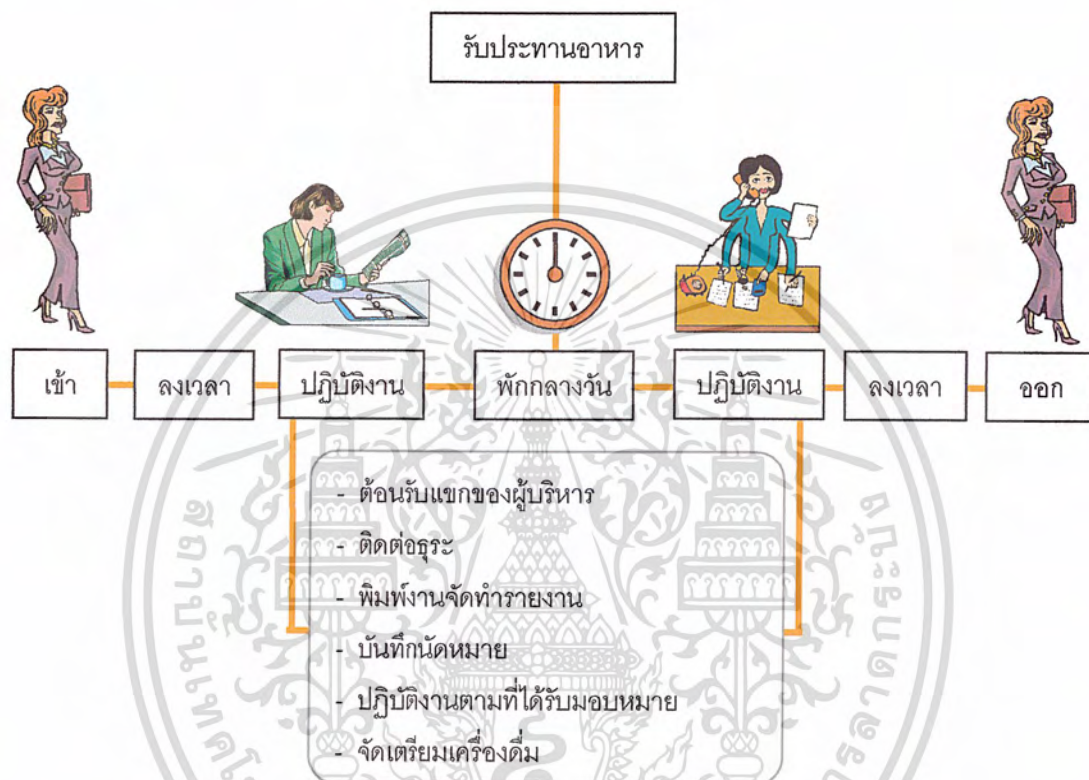 รับประทานอาหาร
เข้า
ลงเวลา
ปฏิบัติงาน
พักกลางวัน
ปฏิบัติงาน
ลงเวลา
ออก
- ต้อนรับแขกของผู้บริหาร
- ติดต่อธุระ
- พิมพ์งานจัดทำรายงาน
- บันทึกนัดหมาย
- ปฏิบัติงานตามที่ได้รับมอบหมาย
- จัดเตรียมเครื่องดื่ม